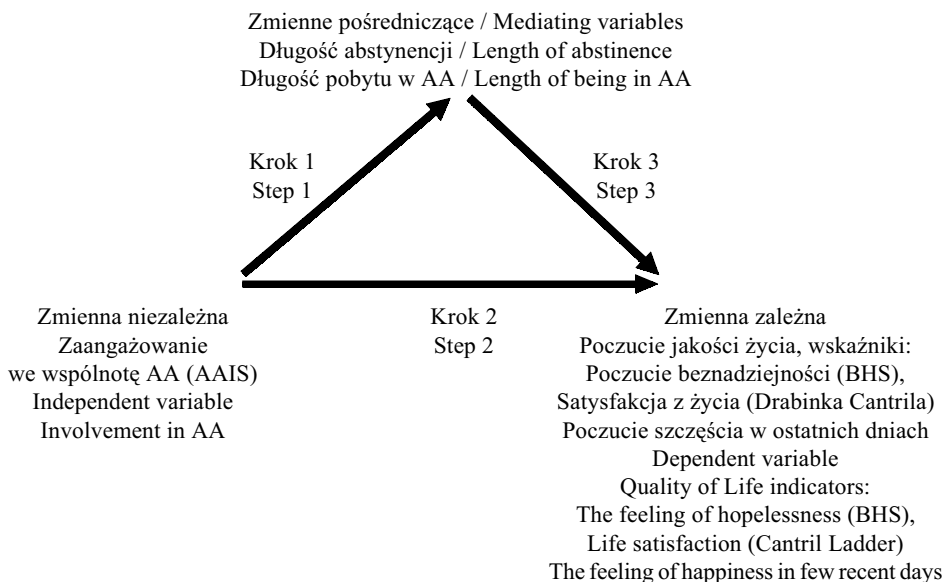 Zmienne pośredniczące / Mediating variables
Długość abstynencji / Length of abstinence
Długość pobytu w AA / Length of being in AA
Krok 1
Step 1
Krok 3
Step 3
Zmienna niezależna
Zaangażowanie
we wspólnotę AA (AAIS)
Independent variable
Involvement in AA
Krok 2
Step 2
Zmienna zależna
Poczucie jakości życia, wskaźniki:
Poczucie beznadziejności (BHS),
Satysfakcja z życia (Drabinka Cantrila)
Poczucie szczęścia w ostatnich dniach
Dependent variable
Quality of Life indicators:
The feeling of hopelessness (BHS),
Life satisfaction (Cantril Ladder)
The feeling of happiness in few recent days